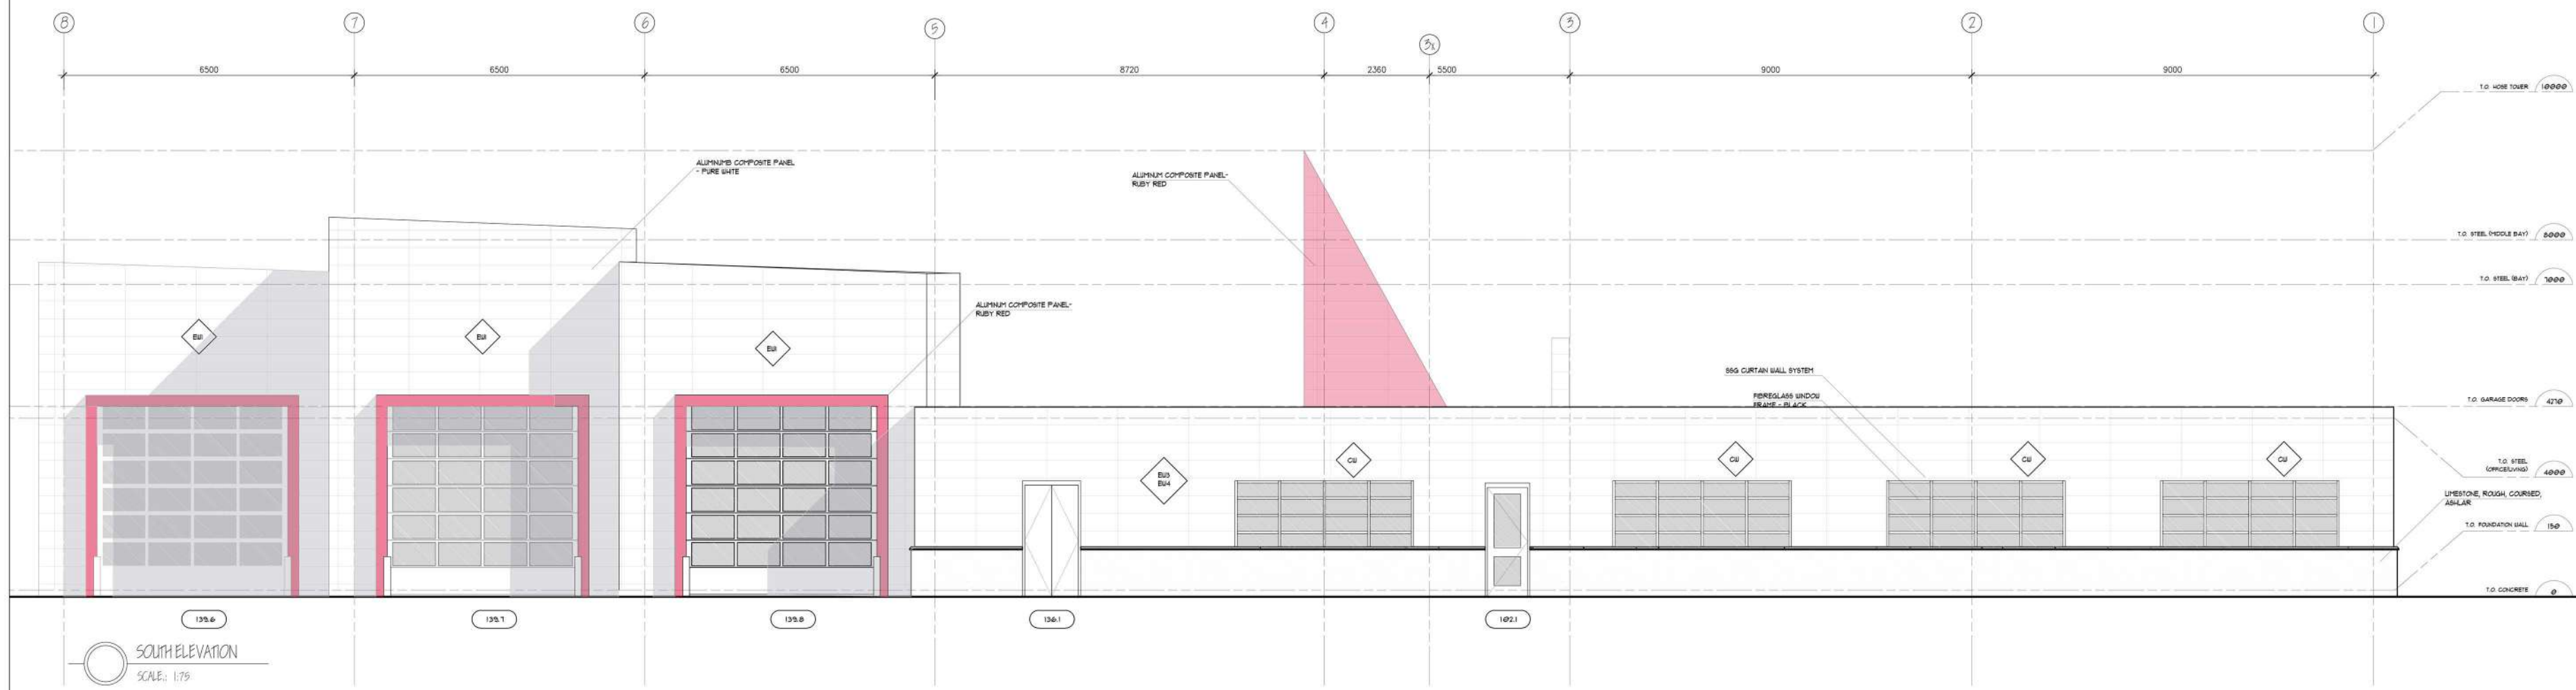 8
7
6
5
4
3x
3
2
1
6500
6500
6500
8720
2360
5500
9000
9000
T.O. HOSE TOWER 10000
ALUMINUMB COMPOSITE PANEL
- PURE WHITE
ALUMINUM COMPOSITE PANEL-
RUBY RED
T.O. STEEL (MIDDLE BAY) 8000
T.O. STEEL (BAY) 7000
ALUMINUM COMPOSITE PANEL-
RUBY RED
EW1
EW1
EW1
SSG CURTAIN WALL SYSTEM
FIBREGLASS WINDOW
FRAME - BLACK
T.O. GARAGE DOORS 4270
EW3
EW4
CW
CW
CW
CW
T.O. STEEL
(OFFICE/LIVING) 4000
LIMESTONE, ROUGH, COURSED,
ASHLAR
T.O. FOUNDATION WALL 150
T.O. CONCRETE 0
139.6
139.7
139.8
136.1
102.1
SOUTH ELEVATION
SCALE: 1:75